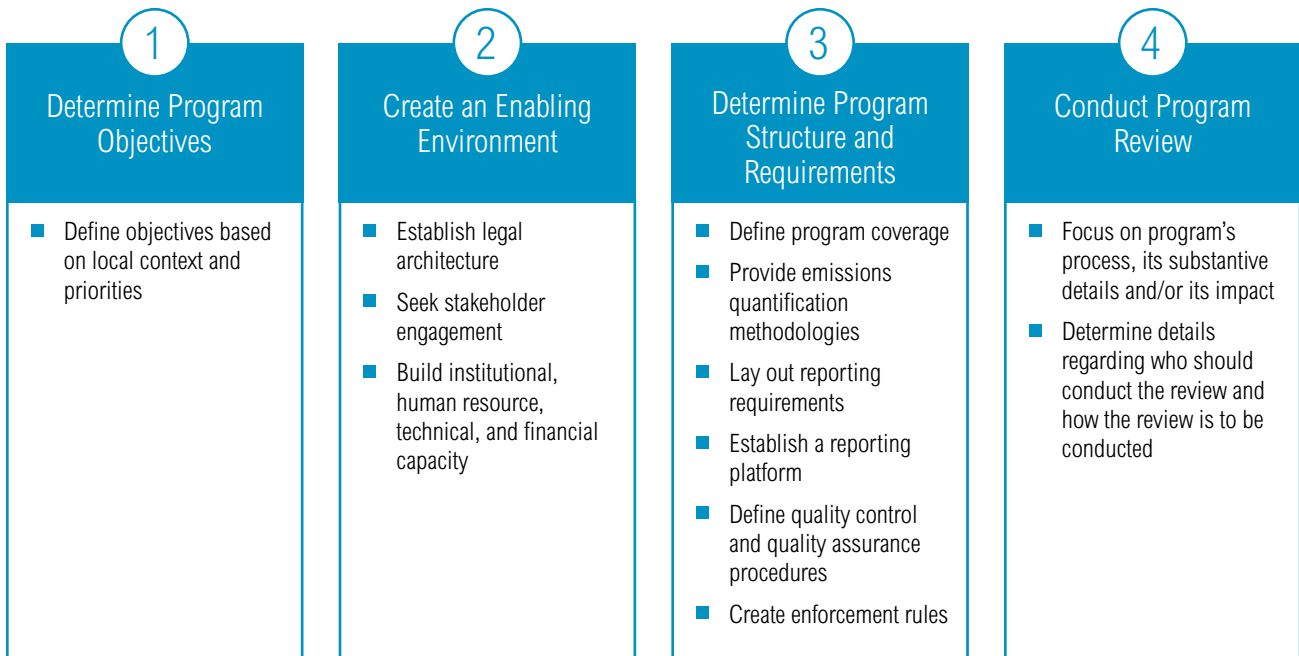 1
Determine Program
Objectives
Define objectives based
on local context and
priorities
2
Create an Enabling
Environment
Establish legal
architecture
Seek stakeholder
engagement
Build institutional,
human resource,
technical, and financial
capacity
3
Determine Program
Structure and
Requirements
Define program coverage
Provide emissions
quantification
methodologies
Lay out reporting
requirements
Establish a reporting
platform
Define quality control
and quality assurance
procedures
Create enforcement rules
4
Conduct Program
Review
Focus on program's
process, its substantive
details and/or its impact
Determine details
regarding who should
conduct the review and
how the review is to be
conducted